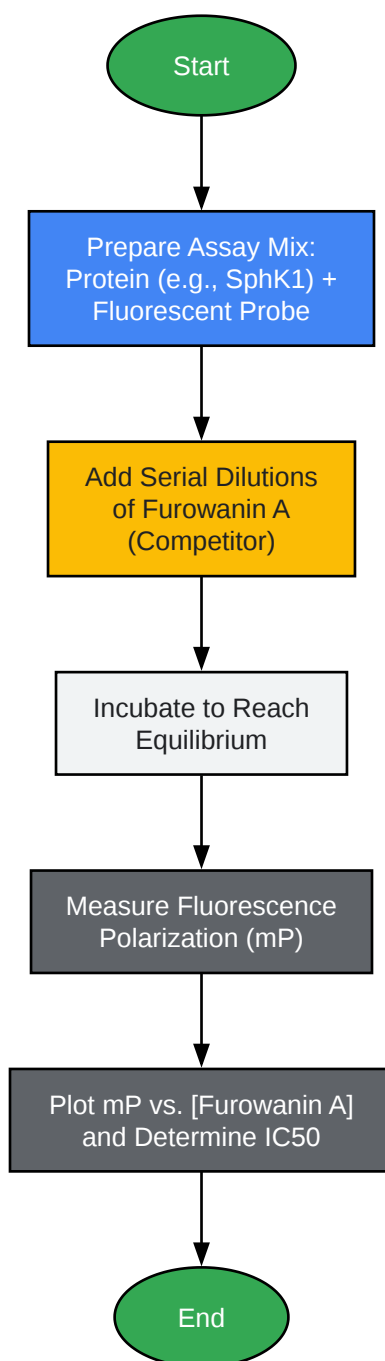 Start
Prepare Assay Mix:
Protein (e.g., SphK1) +
Fluorescent Probe
Add Serial Dilutions
of Furowanin A
(Competitor)
Incubate to Reach
Equilibrium
Measure Fluorescence
Polarization (mP)
Plot mP vs. [Furowanin A]
and Determine IC50
End